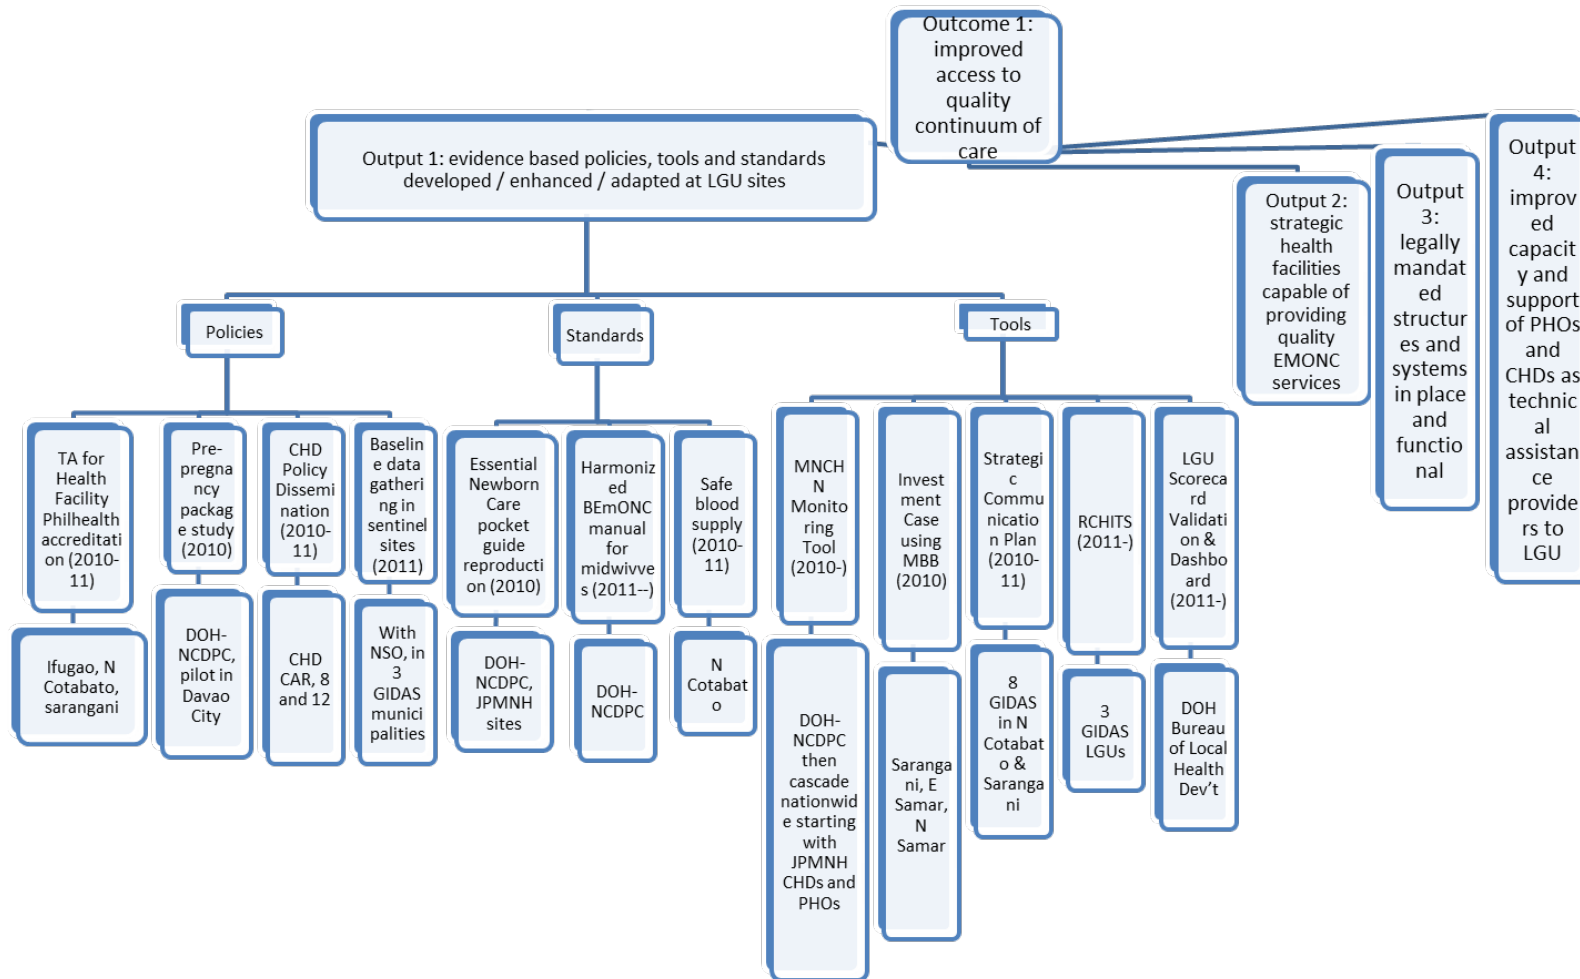 Outcome 1:
improved
access to
quality
continuum of
care
Output 1: evidence based policies, tools and standards
developed / enhanced / adapted at LGU sites
Output 2:
strategic
health
facilities
capable of
providing
quality
EMONC
services
Output
3:
legally
mandat
ed
structur
es and
systems
in place
and
functio
nal
Output
4:
improv
ed
capacit
y and
support
of PHOs
and
CHDs as
technic
al
assistan
ce
provide
rs to
LGU
Policies
Standards
Tools
TA for
Health
Facility
Philhealth
accreditati
on (2010-
11)
Pre-
pregna
ncy
packag
e study
(2010)
CHD
Policy
Dissemi
nation
(2010-
11)
Baselin
e data
gatheri
ng in
sentinel
sites
(2011)
Essential
Newborn
Care
pocket
guide
reproducti
on (2010)
Harmoniz
ed
BEmONC
manual
for
midwivve
s (2011--)
Safe
blood
supply
(2010-
11)
MNCH
N
Monito
ring
Tool
(2010-)
Invest
ment
Case
using
MBB
(2010)
Strategi
c
Commu
nicatio
n Plan
(2010-
11)
RCHITS
(2011-)
LGU
Scoreca
rd
Validati
on &
Dashbo
ard
(2011-)
Ifugao, N
Cotabato,
sarangani
DOH-
NCDPC,
pilot in
Davao
City
CHD
CAR, 8
and 12
With
NSO, in
3
GIDAS
munici
palities
DOH-
NCDPC,
JPMNH
sites
DOH-
NCDPC
N
Cotabat
o
DOH-
NCDPC
then
cascade
nationwid
e starting
with
JPMNH
CHDs and
PHOs
Saranga
ni, E
Samar,
N
Samar
8
GIDAS
in N
Cotabat
o &
Saranga
ni
3
GIDAS
LGUs
DOH
Bureau
of Local
Health
Dev’t